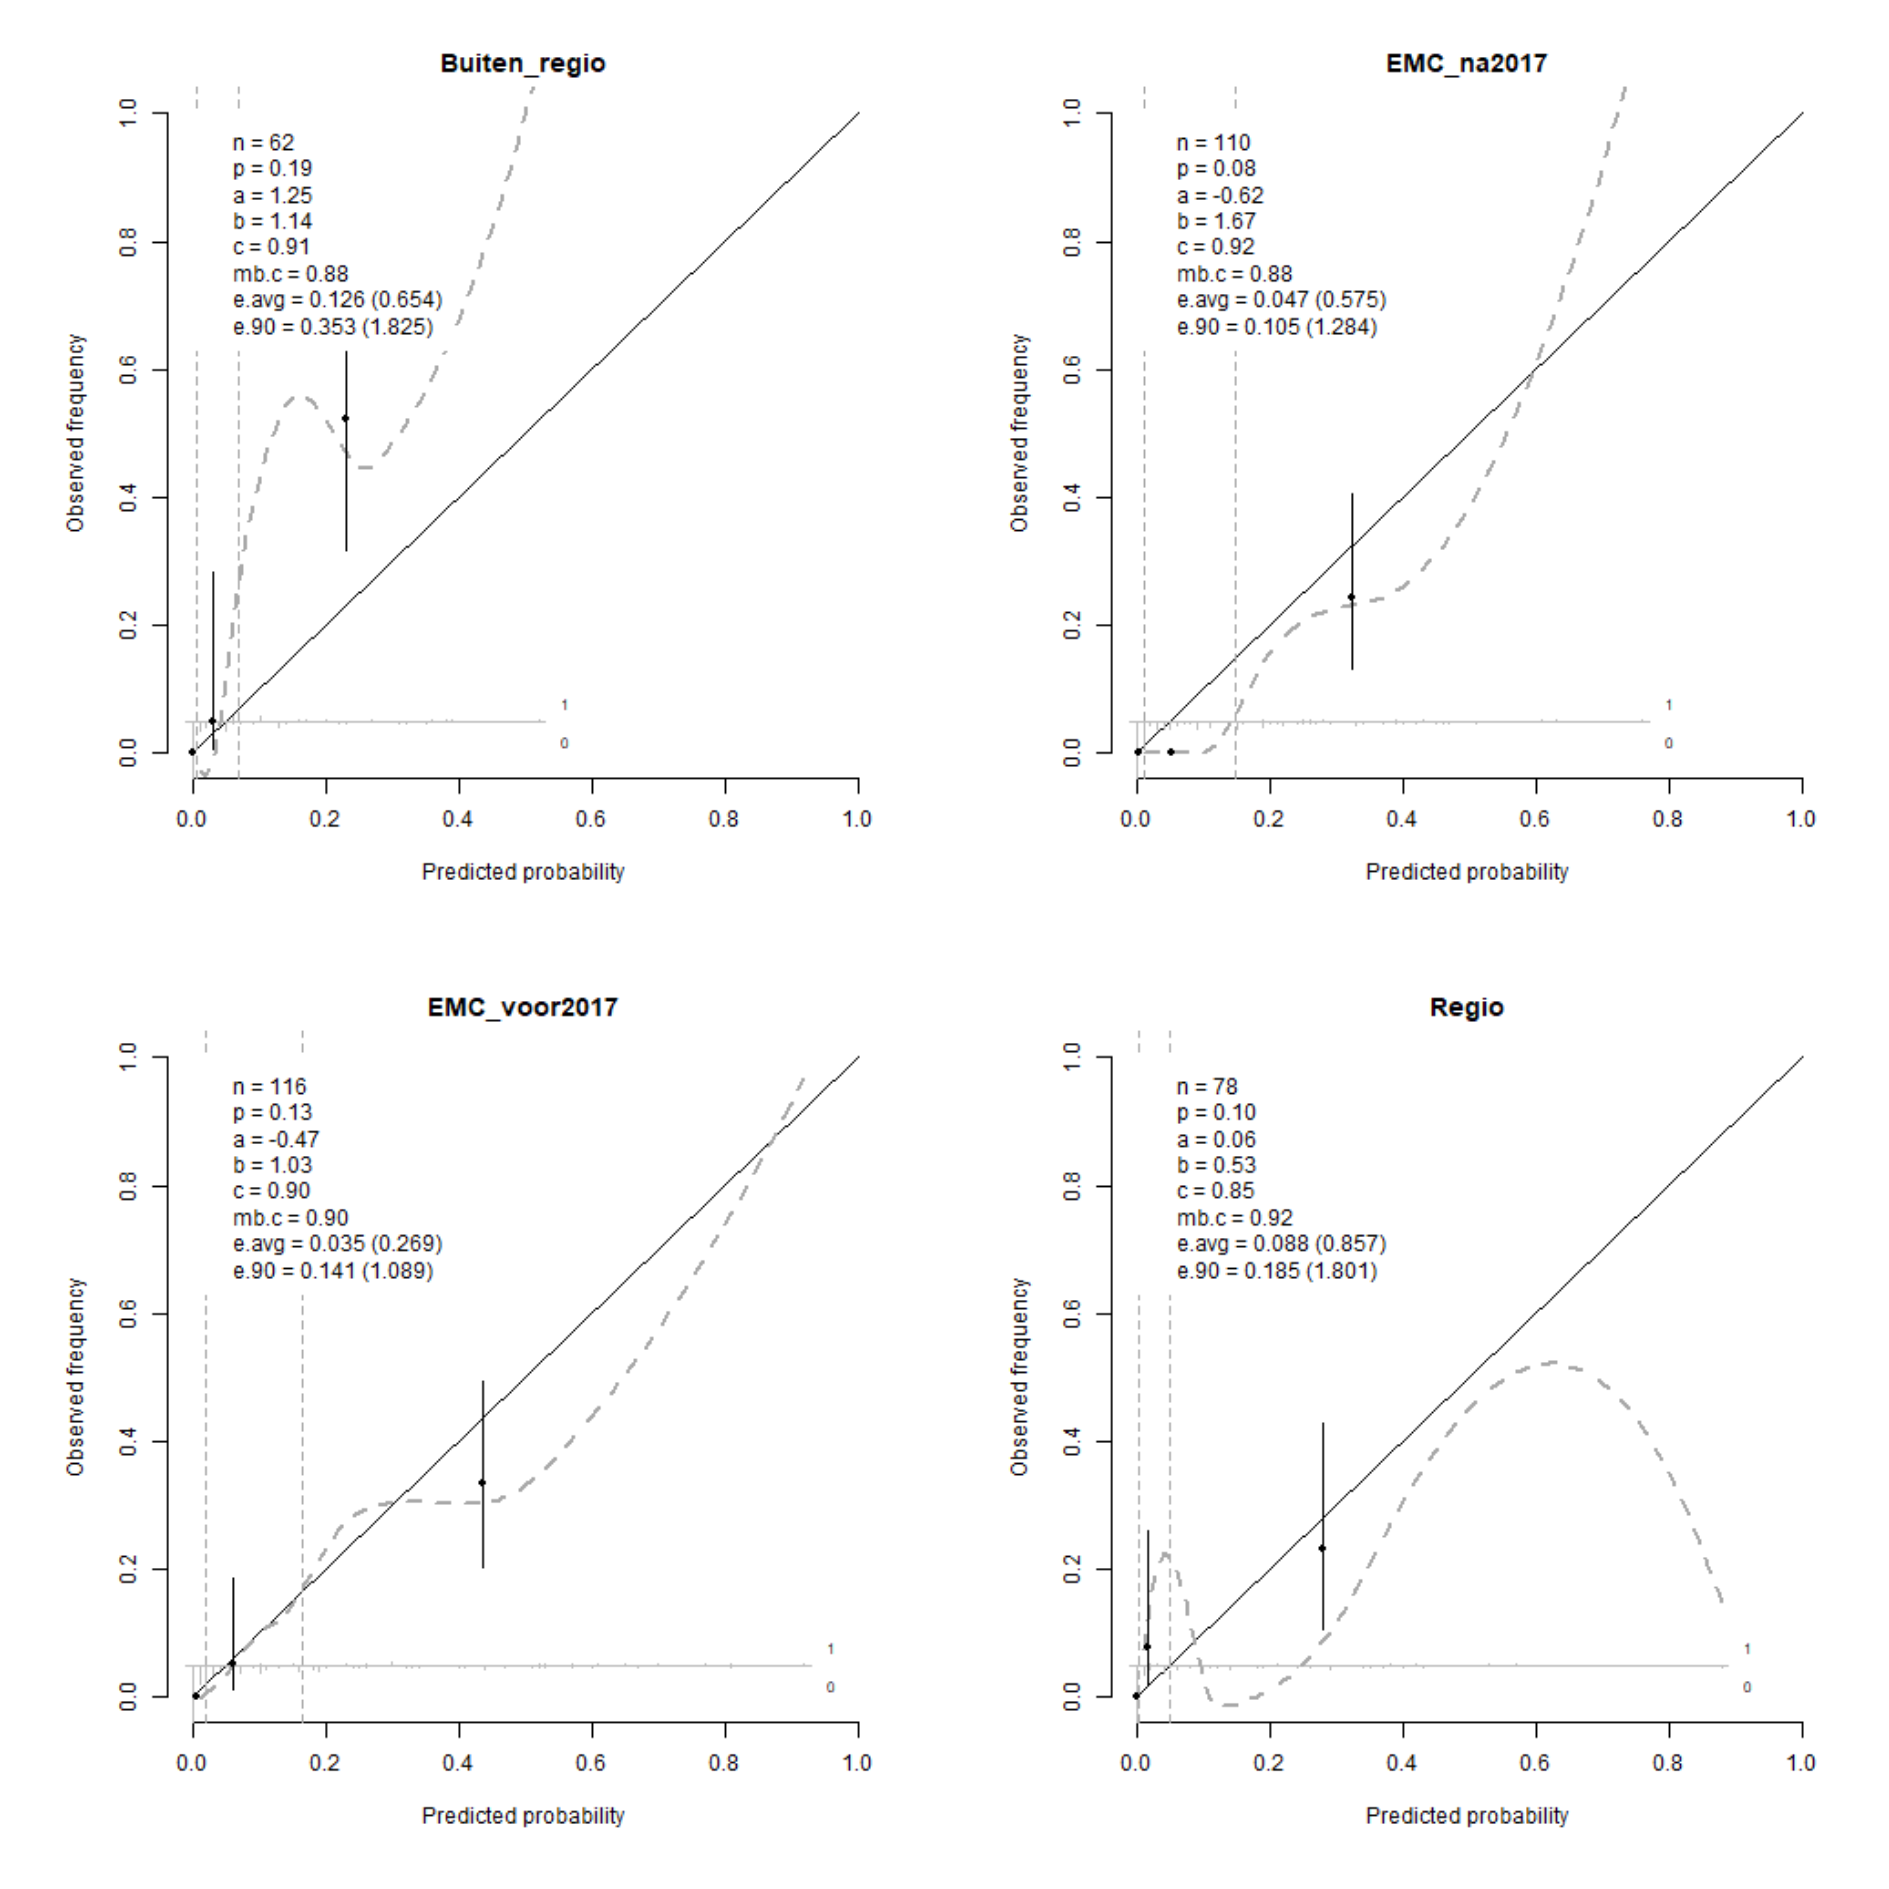 Buiten_regio
n = 62
p = 0.19
a = 1.25
b = 1.14
c = 0.91
mb.c = 0.88
e.avg = 0.126 (0.654)
e.90 = 0.353 (1.825)
Observed frequency
0.0 0.2 0.4 0.6 0.8 1.0
1
0
0.0 0.2 0.4 0.6 0.8 1.0
Predicted probability
EMC_na2017
n = 110
p = 0.08
a = -0.62
b = 1.67
c = 0.92
mb.c = 0.88
e.avg = 0.047 (0.575)
e.90 = 0.105 (1.284)
Observed frequency
0.0 0.2 0.4 0.6 0.8 1.0
1
0
0.0 0.2 0.4 0.6 0.8 1.0
Predicted probability
EMC_voor2017
n = 116
p = 0.13
a = -0.47
b = 1.03
c = 0.90
mb.c = 0.90
e.avg = 0.035 (0.269)
e.90 = 0.141 (1.089)
Observed frequency
0.0 0.2 0.4 0.6 0.8 1.0
1
0
0.0 0.2 0.4 0.6 0.8 1.0
Predicted probability
Regio
n = 78
p = 0.10
a = 0.06
b = 0.53
c = 0.85
mb.c = 0.92
e.avg = 0.088 (0.857)
e.90 = 0.185 (1.801)
Observed frequency
0.0 0.2 0.4 0.6 0.8 1.0
1
0
0.0 0.2 0.4 0.6 0.8 1.0
Predicted probability